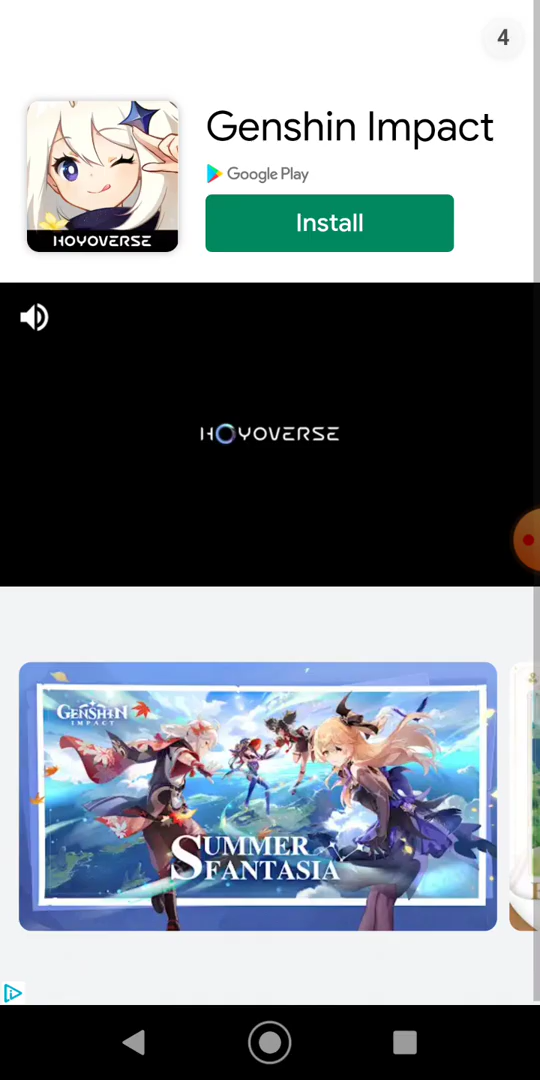 4
Genshin Impact
Google Play
Install
HOYOVERSE
HOYOVERSE
GENSHIN
IMPACT
SUMMER
FANTASIA